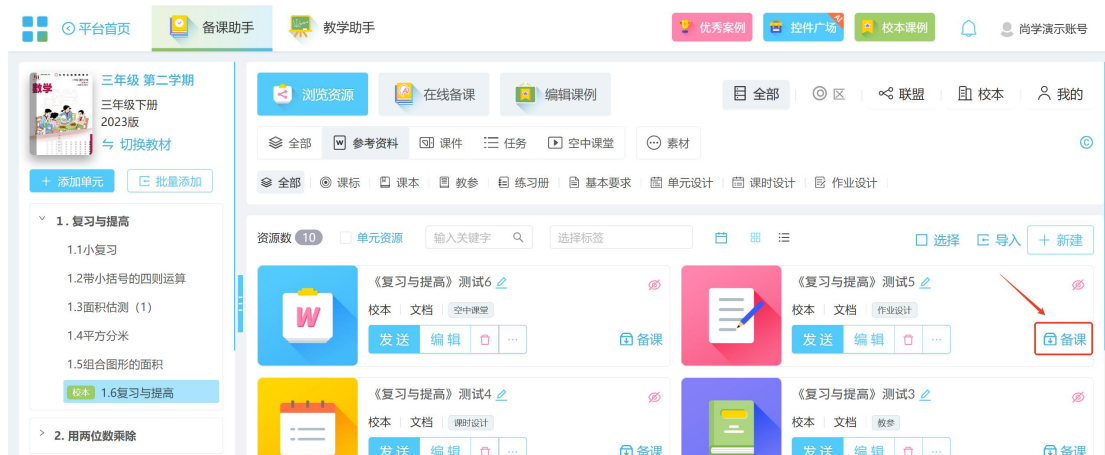 平台首页 备课助手 教学助手 优秀案例 控件广场 校本课例 尚学演示账号
数学
三年级 第二学期
三年级下册
2023版
切换教材
+ 添加单元 批量添加
1. 复习与提高
1.1小复习
1.2带小括号的四则运算
1.3面积估测（1）
1.4平方分米
1.5组合图形的面积
校本 1.6复习与提高
2. 用两位数乘除
浏览资源 在线备课 编辑课例 全部 区 联盟 校本 我的
全部 参考资料 课件 任务 空中课堂 素材
全部 课标 课本 教参 练习册 基本要求 单元设计 课时设计 作业设计
资源数 10 单元资源 输入关键字 选择标签 选择 导入 + 新建
《复习与提高》测试6
校本 文档 空中课堂
发送 编辑 ··· 备课
《复习与提高》测试5
校本 文档 作业设计
发送 编辑 ··· 备课
《复习与提高》测试4
校本 文档 课时设计
发送 编辑 ··· 备课
《复习与提高》测试3
校本 文档 教参
发送 编辑 ··· 备课